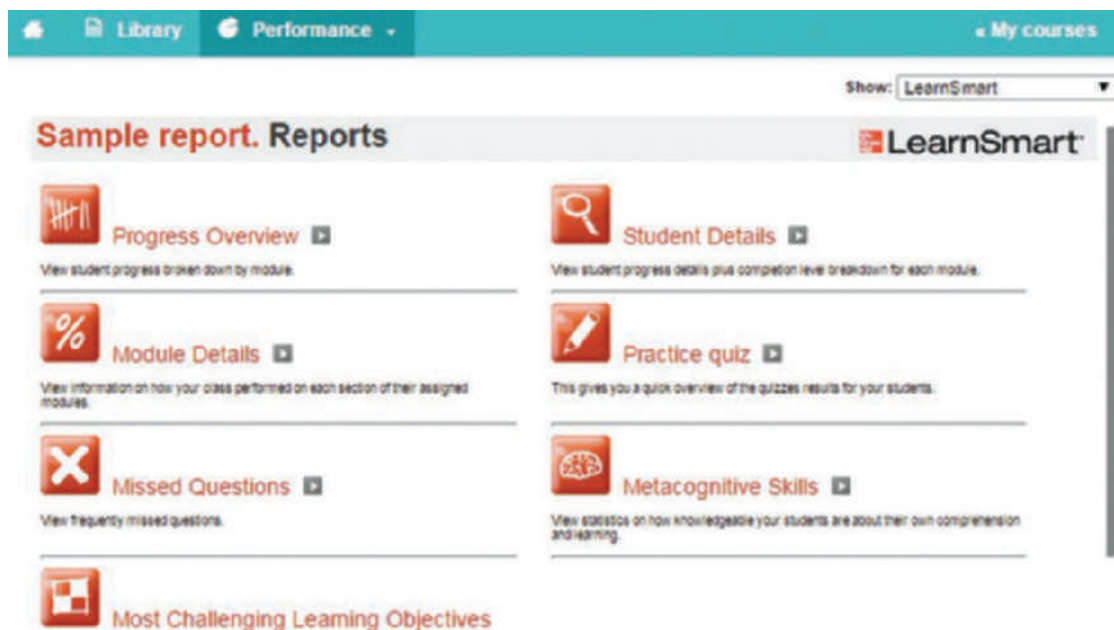 Library
Performance
« My courses
Show: LearnSmart
Sample report. Reports
LearnSmart
Progress Overview
View student progress broken down by module.
Student Details
View student progress details plus completion level breakdown for each module.
%
Module Details
View information on how your class performed on each section of their assigned
modules.
Practice quiz
This gives you a quick overview of the quizzes results for your students.
Missed Questions
View frequently missed questions.
Metacognitive Skills
View statistics on how knowledgeable your students are about their own comprehension
and learning.
Most Challenging Learning Objectives